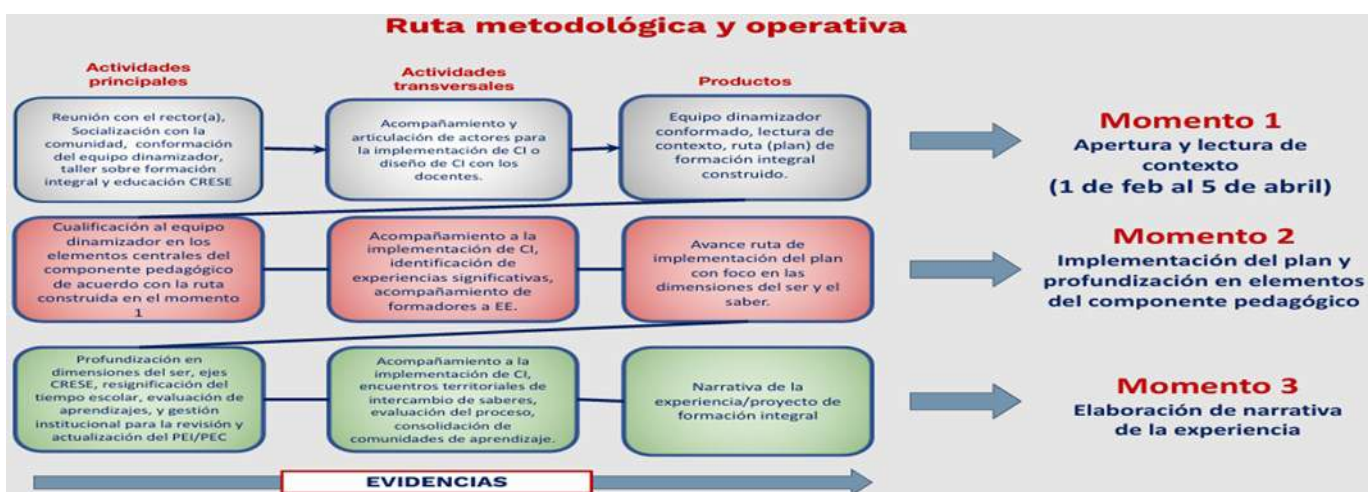 Ruta metodológica y operativa
Actividades
principales
Actividades
transversales
Productos
Reunión con el rector(a),
Socialización con la
comunidad, conformación
del equipo dinamizador,
taller sobre formación
integral y educación CRESE
Acompañamiento y
articulación de actores para
la implementación de CI o
diseño de CI con los
docentes.
Equipo dinamizador
conformado, lectura de
contexto, ruta (plan) de
formación integral
construido.
Momento 1
Apertura y lectura de
contexto
(1 de feb al 5 de abril)
Cualificación al equipo
dinamizador en los
elementos centrales del
componente pedagógico
de acuerdo con la ruta
construida en el momento
1
Acompañamiento a la
implementación de CI,
identificación de
experiencias significativas,
acompañamiento de
formadores a EE.
Avance ruta de
implementación del plan
con foco en las
dimensiones del ser y el
saber.
Momento 2
Implementación del plan y
profundización en elementos
del componente pedagógico
Profundización en
dimensiones del ser, ejes
CRESE, resignificación del
tiempo escolar, evaluación de
aprendizajes, y gestión
institucional para la revisión y
actualización del PEI/PEC
Acompañamiento a la
implementación de CI,
encuentros territoriales de
intercambio de saberes,
evaluación del proceso,
consolidación de
comunidades de aprendizaje.
Narrativa de la
experiencia/proyecto de
formación integral
Momento 3
Elaboración de narrativa
de la experiencia
EVIDENCIAS